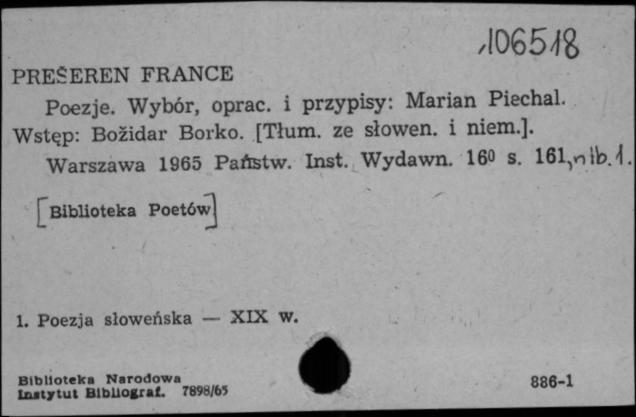 106518
PREŠEREN FRANCE
Poezje. Wybór, oprac. i przypisy: Marian Piechal.
Wstęp: Božidar Borko. [Tłum. ze słowen. i niem.].
Warszawa 1965 Państw. Inst. Wydawn. 16⁰ s. 161, nlb. 1.
[Biblioteka Poetów]
1. Poezja słoweńska — XIX w.
Biblioteka Narodowa
Instytut Bibliograf. 7898/65
886-1